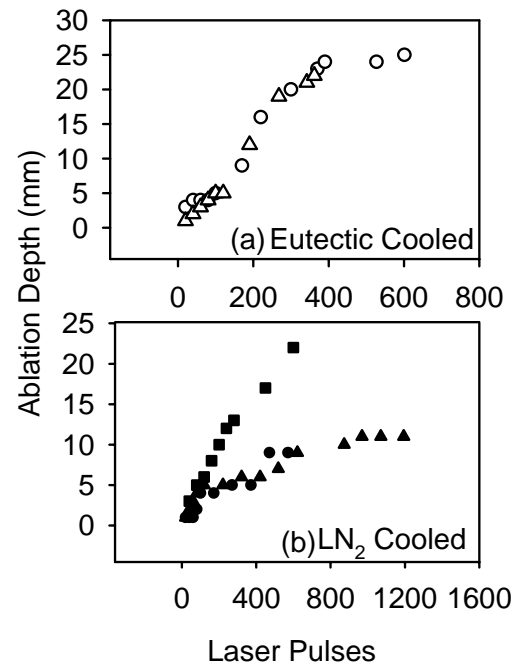 30
25
20
15
10
5
0
(a) Eutectic Cooled
0 200 400 600 800
Ablation Depth (mm)
25
20
15
10
5
0
(b) LN₂ Cooled
0 400 800 1200 1600
Laser Pulses